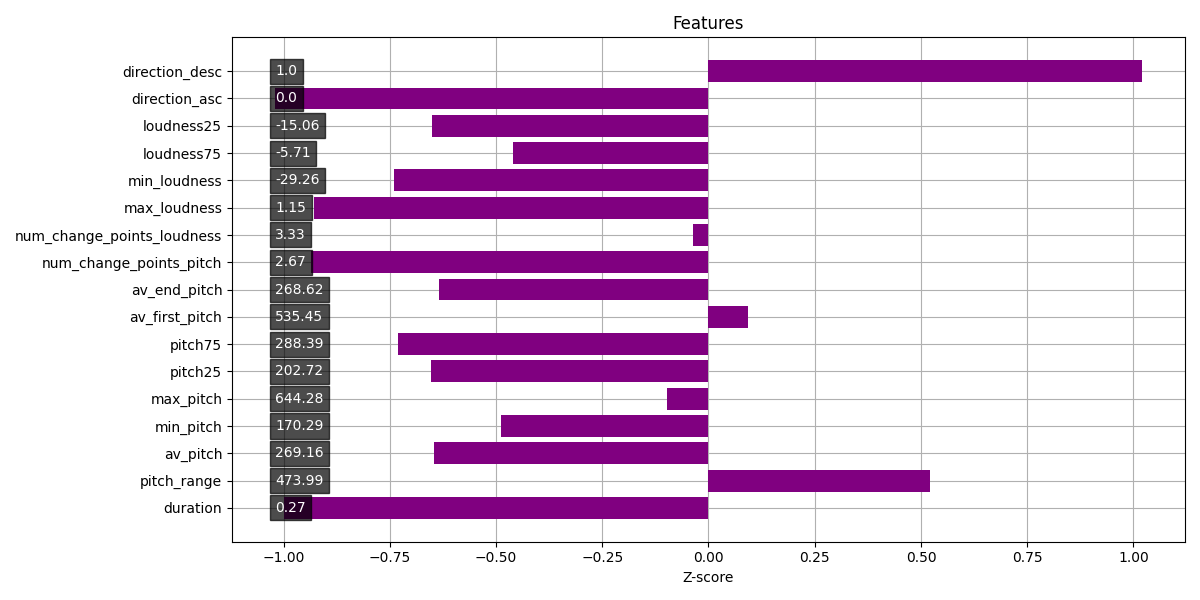 Features
direction_desc 1.0
direction_asc 0.0
loudness25 -15.06
loudness75 -5.71
min_loudness -29.26
max_loudness 1.15
num_change_points_loudness 3.33
num_change_points_pitch 2.67
av_end_pitch 268.62
av_first_pitch 535.45
pitch75 288.39
pitch25 202.72
max_pitch 644.28
min_pitch 170.29
av_pitch 269.16
pitch_range 473.99
duration 0.27
−1.00 −0.75 −0.50 −0.25 0.00 0.25 0.50 0.75 1.00
Z-score